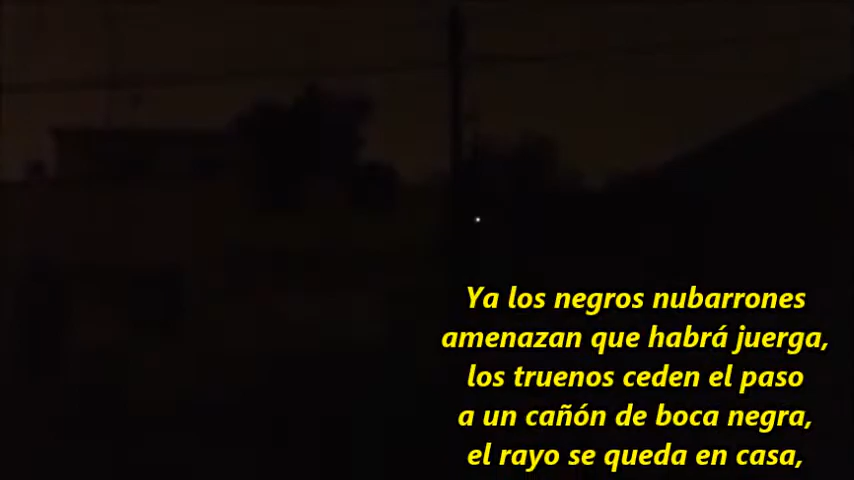 Ya los negros nubarrones
amenazan que habrá juerga,
los truenos ceden el paso
a un cañón de boca negra,
el rayo se queda en casa,